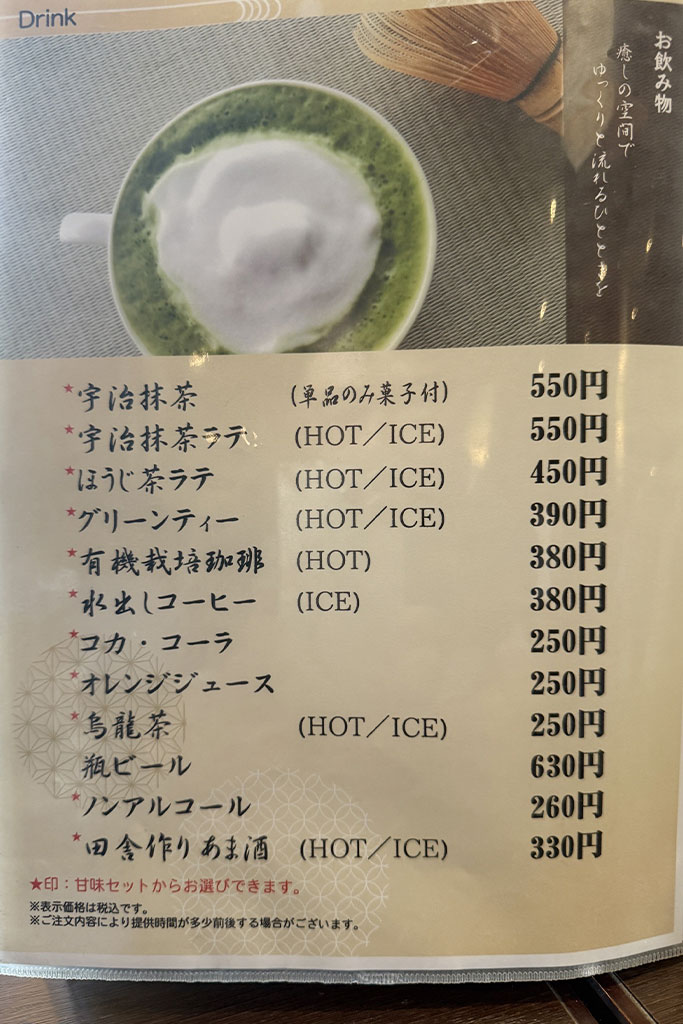 Drink
お飲み物
癒しの空間で
ゆっくりと流れるひとときを
★宇治抹茶 (単品のみ菓子付) 550円
★宇治抹茶ラテ (HOT／ICE) 550円
★ほうじ茶ラテ (HOT／ICE) 450円
★グリーンティー (HOT／ICE) 390円
★有機栽培珈琲 (HOT) 380円
★水出しコーヒー (ICE) 380円
★コカ・コーラ 250円
★オレンジジュース 250円
★烏龍茶 (HOT／ICE) 250円
瓶ビール 630円
★ノンアルコール 260円
★田舎作りあま酒 (HOT／ICE) 330円
★印：甘味セットからお選びできます。
※表示価格は税込です。
※ご注文内容により提供時間が多少前後する場合がございます。